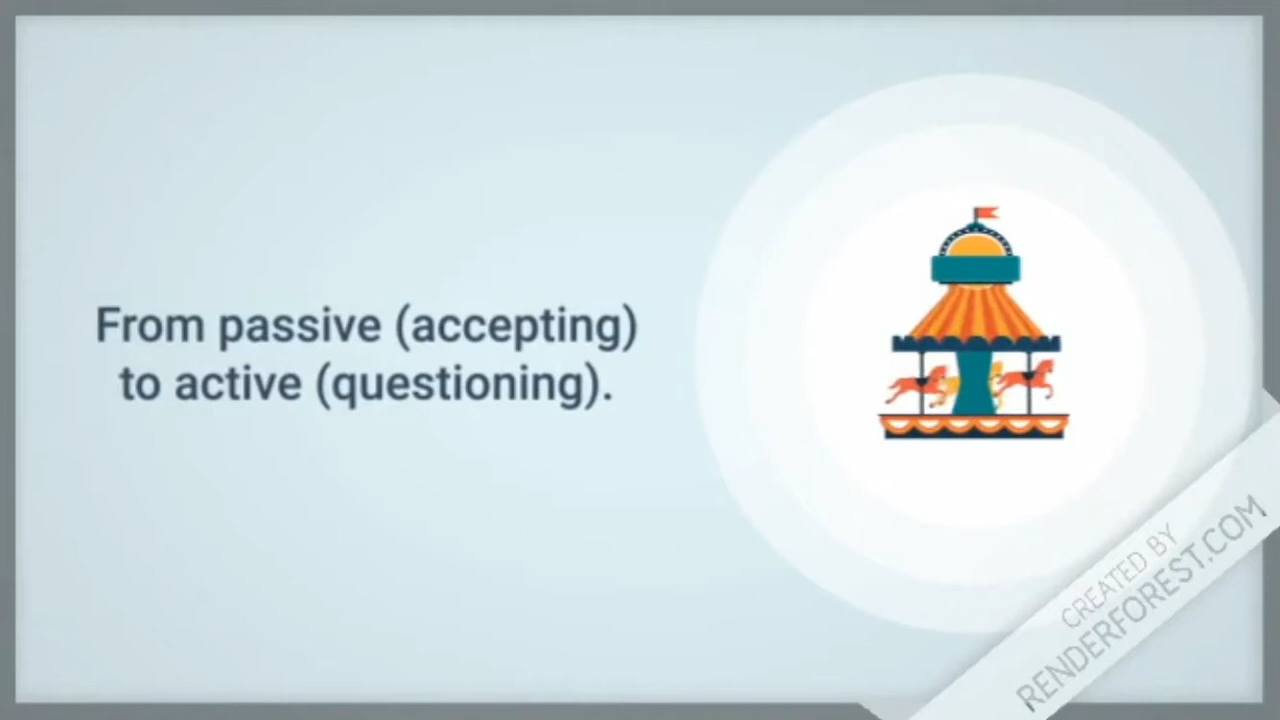 From passive (accepting)
to active (questioning).
CREATED BY
RENDERFOREST.COM